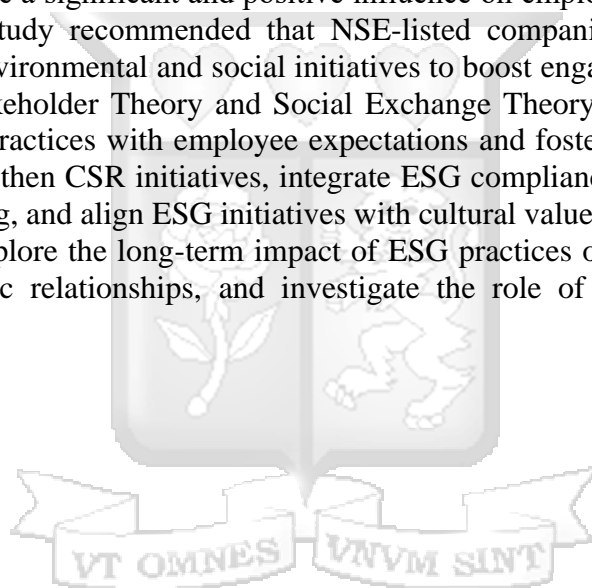 e a significant and positive influence on emplo
tudy recommended that NSE-listed compani
vironmental and social initiatives to boost enga
keholder Theory and Social Exchange Theory
ractices with employee expectations and foste
then CSR initiatives, integrate ESG complianc
g, and align ESG initiatives with cultural value
xplore the long-term impact of ESG practices o
ic relationships, and investigate the role of
VT OMNES VNVM SINT